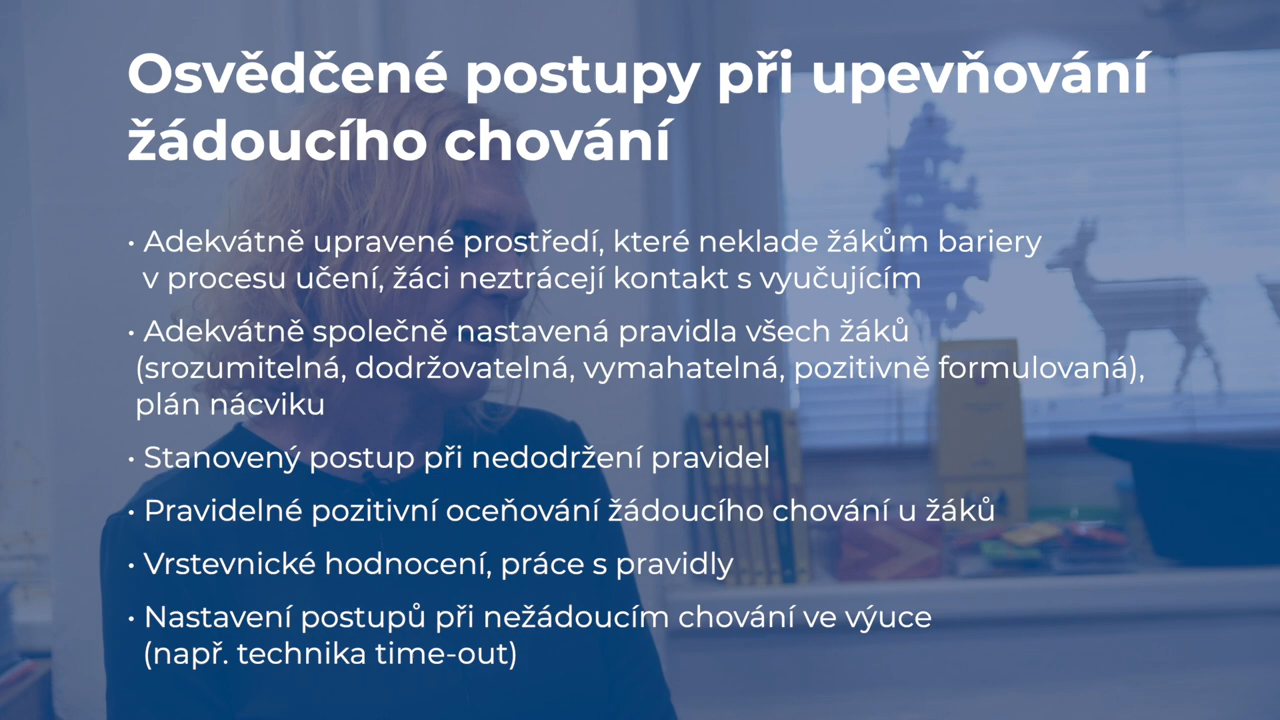 Osvědčené postupy při upevňování
žádoucího chování
• Adekvátně upravené prostředí, které neklade žákům bariery
v procesu učení, žáci neztrácejí kontakt s vyučujícím
• Adekvátně společně nastavená pravidla všech žáků
(srozumitelná, dodržovatelná, vymahatelná, pozitivně formulovaná),
plán nácviku
• Stanovený postup při nedodržení pravidel
• Pravidelné pozitivní oceňování žádoucího chování u žáků
• Vrstevnické hodnocení, práce s pravidly
• Nastavení postupů při nežádoucím chování ve výuce
(např. technika time-out)